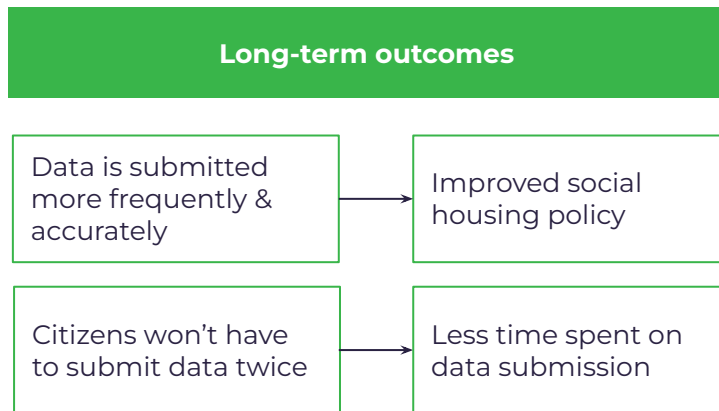 Long-term outcomes
Data is submitted
more frequently &
accurately
Improved social
housing policy
Citizens won’t have
to submit data twice
Less time spent on
data submission